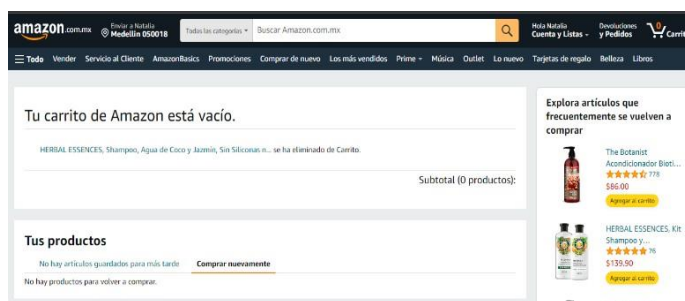 amazon.com.mx
Enviar a Natalia
Medellin 050018
Todas las categorías
Buscar Amazon.com.mx
Hola Natalia
Cuenta y Listas
Devoluciones
y Pedidos
0
Carrit
Todo Vender Servicio al Cliente AmazonBasics Promociones Comprar de nuevo Los más vendidos Prime Música Outlet Lo nuevo Tarjetas de regalo Belleza Libros
Tu carrito de Amazon está vacío.
HERBAL ESSENCES, Shampoo, Agua de Coco y Jazmín, Sin Siliconas n... se ha eliminado de Carrito.
Subtotal (0 productos):
Tus productos
No hay artículos guardados para más tarde Comprar nuevamente
No hay productos para volver a comprar.
Explora artículos que
frecuentemente se vuelven a
comprar
The Botanist
Acondicionador Bioti...
778
$86.00
Agregar al carrito
HERBAL ESSENCES, Kit
Shampoo y...
76
$139.90
Agregar al carrito